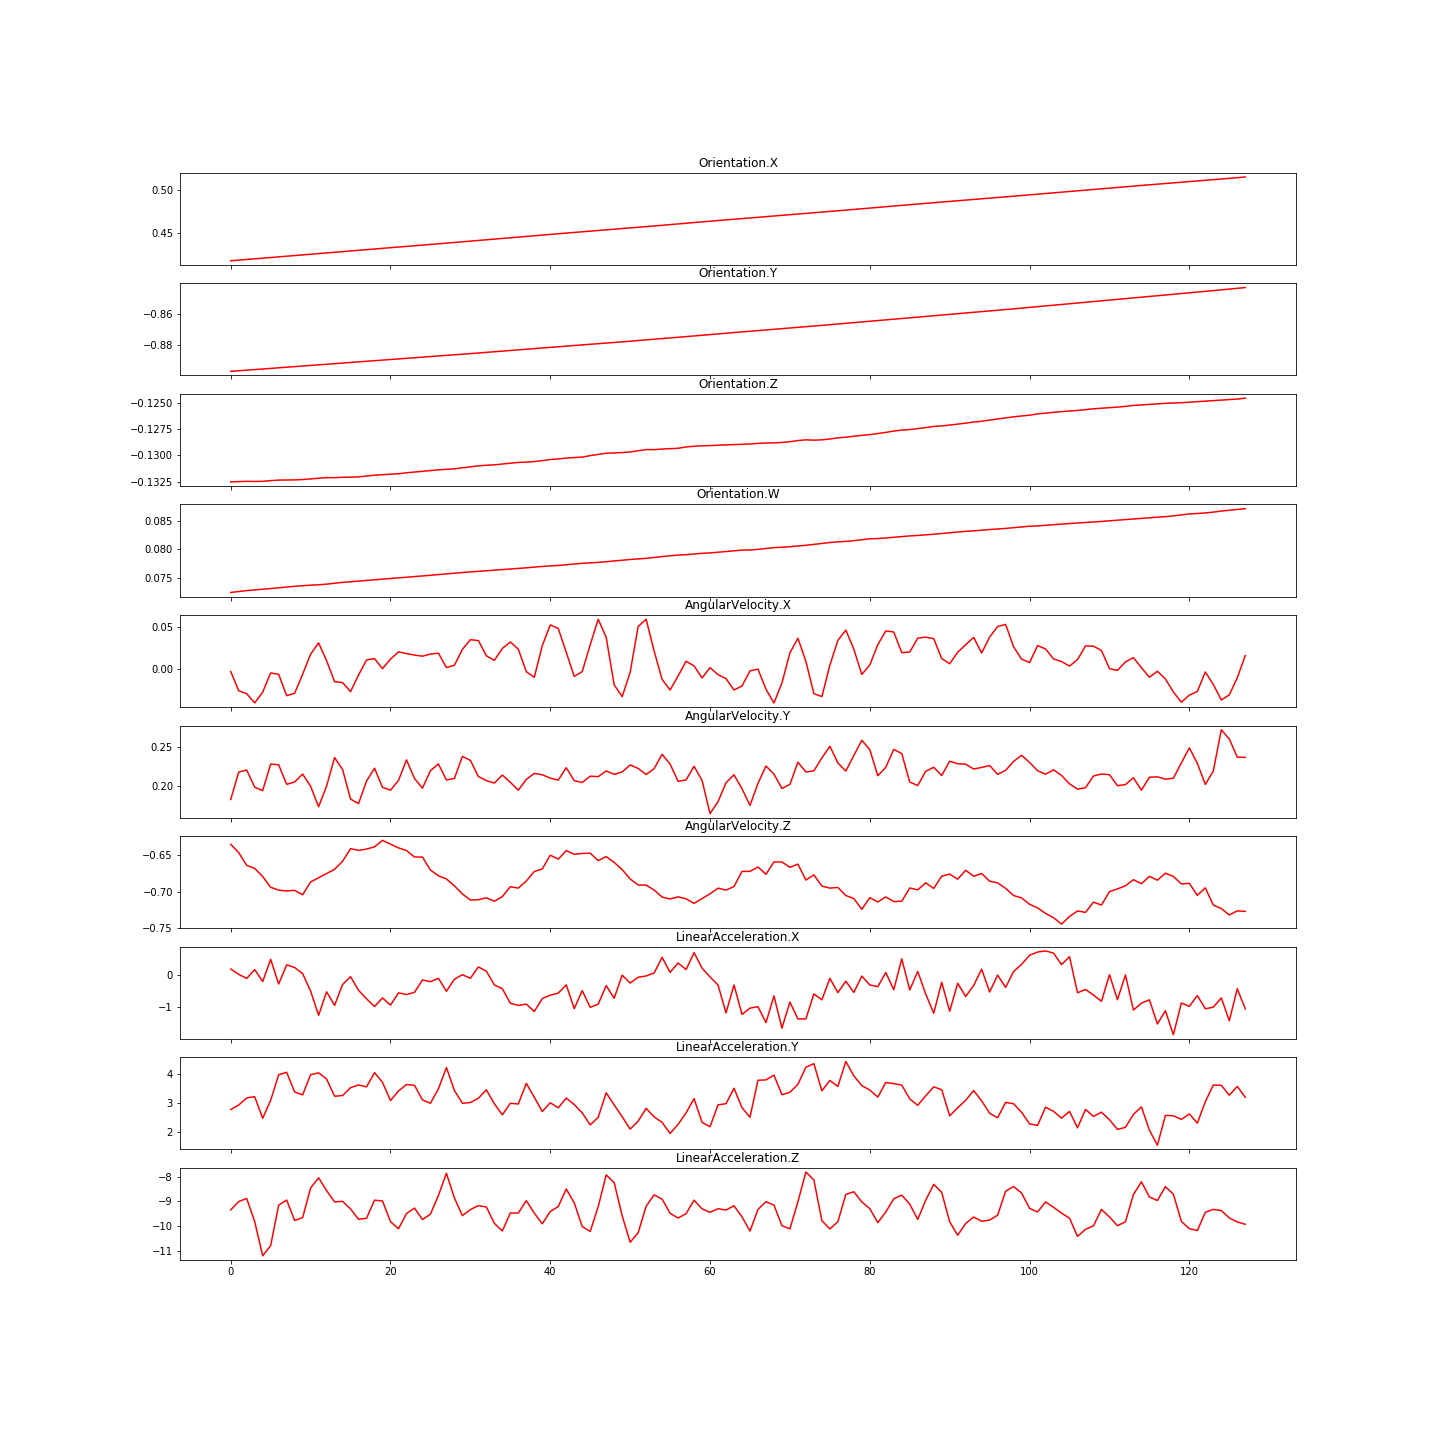 Orientation.X
0.50
0.45
Orientation.Y
−0.86
−0.88
Orientation.Z
−0.1250
−0.1275
−0.1300
−0.1325
Orientation.W
0.085
0.080
0.075
AngularVelocity.X
0.05
0.00
AngularVelocity.Y
0.25
0.20
AngularVelocity.Z
−0.65
−0.70
−0.75
LinearAcceleration.X
0
−1
LinearAcceleration.Y
4
3
2
LinearAcceleration.Z
−8
−9
−10
−11
0 20 40 60 80 100 120